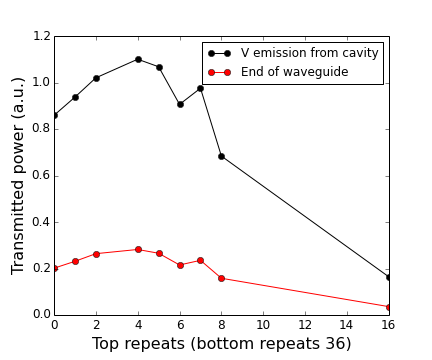 1.2
1.0
0.8
0.6
0.4
0.2
0.0
0 2 4 6 8 10 12 14 16
Transmitted power (a.u.)
Top repeats (bottom repeats 36)
V emission from cavity
End of waveguide